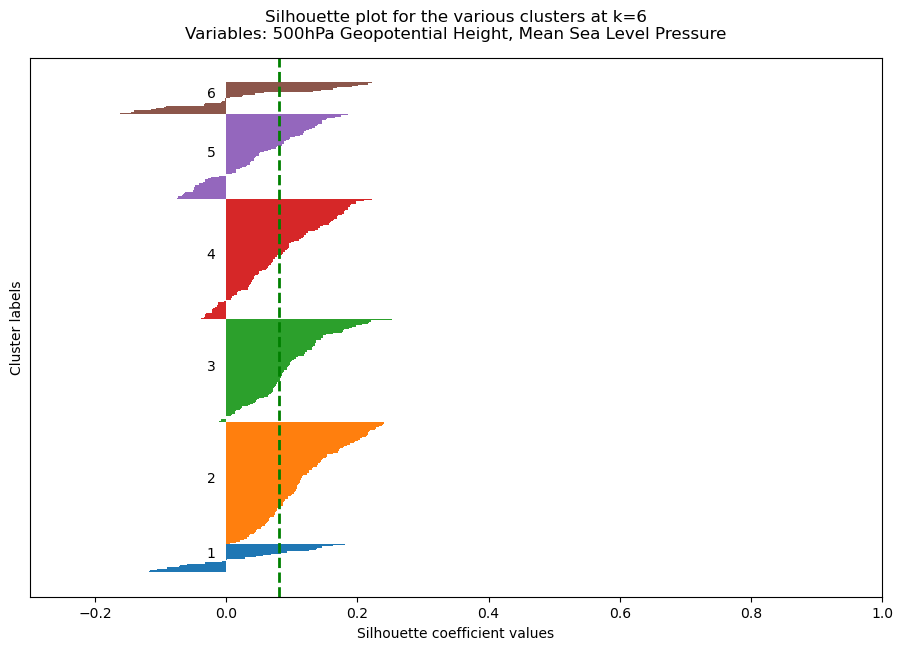 Silhouette plot for the various clusters at k=6
Variables: 500hPa Geopotential Height, Mean Sea Level Pressure
Cluster labels
6
5
4
3
2
1
−0.2 0.0 0.2 0.4 0.6 0.8 1.0
Silhouette coefficient values